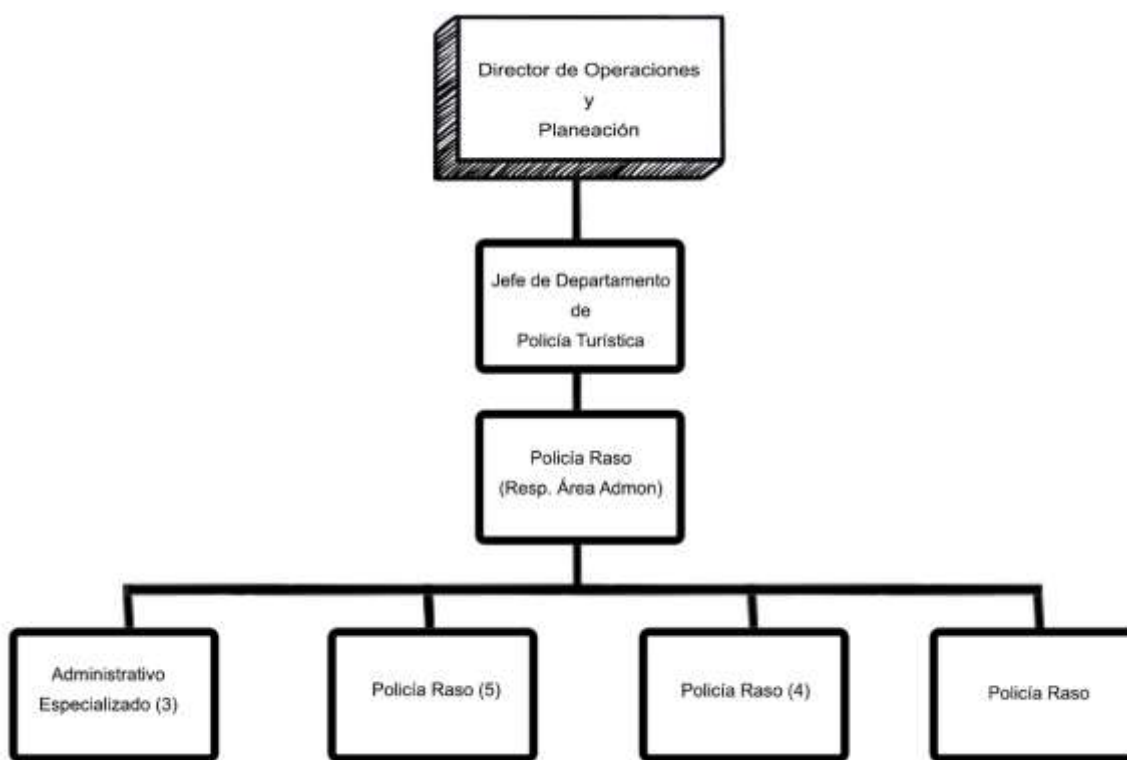 Director de Operaciones
y
Planeación
Jefe de Departamento
de
Policía Turística
Policía Raso
(Resp. Área Admon)
Administrativo
Especializado (3)
Policía Raso (5)
Policía Raso (4)
Policía Raso